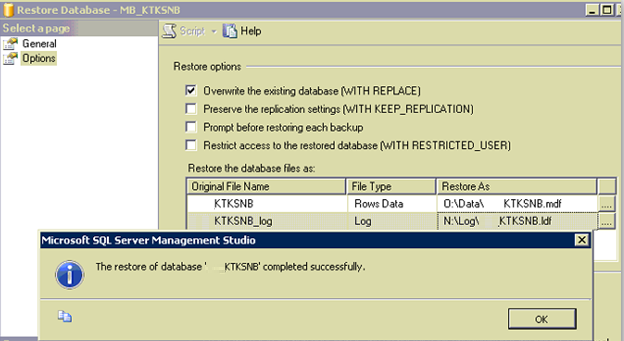 Restore Database - MB_KTKSNB
Select a page
General
Options
Script
Help
Restore options
Overwrite the existing database (WITH REPLACE)
Preserve the replication settings (WITH KEEP_REPLICATION)
Prompt before restoring each backup
Restrict access to the restored database (WITH RESTRICTED_USER)
Restore the database files as:
Original File Name File Type Restore As
KTKSNB Rows Data O:\Data\ KTKSNB.mdf ...
KTKSNB_log Log N:\Log\ KTKSNB.ldf ...
Microsoft SQL Server Management Studio
The restore of database ' KTKSNB' completed successfully.
OK